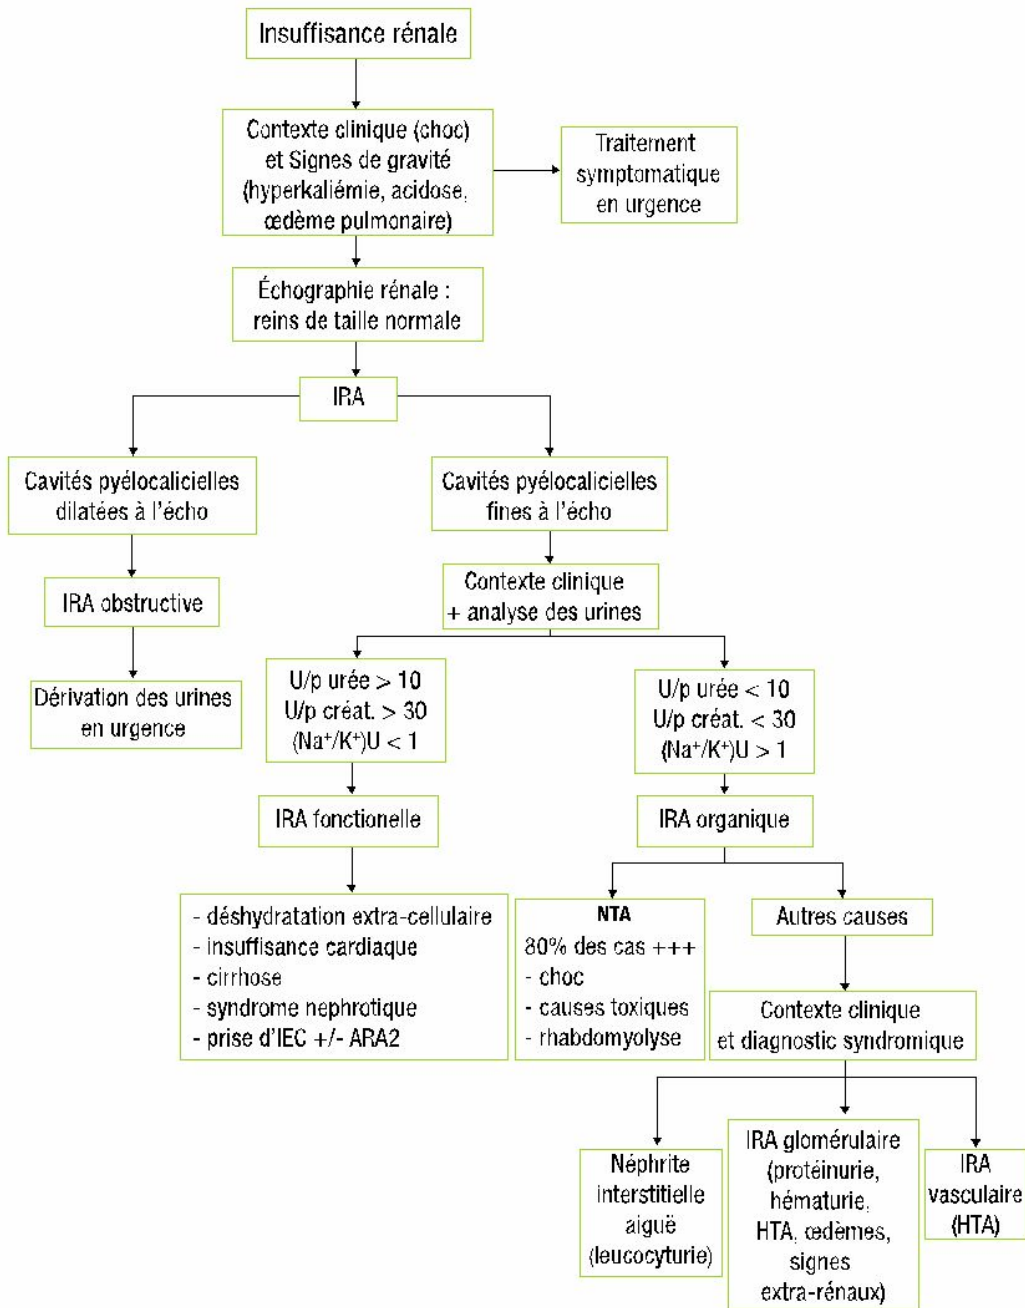 Insuffisance rénale
Contexte clinique (choc)
et Signes de gravité
(hyperkaliémie, acidose,
œdème pulmonaire)
Traitement
symptomatique
en urgence
Échographie rénale :
reins de taille normale
IRA
Cavités pyélocalicielles
dilatées à l'écho
Cavités pyélocalicielles
fines à l'écho
IRA obstructive
Contexte clinique
+ analyse des urines
Dérivation des urines
en urgence
U/p urée > 10
U/p créat. > 30
(Na⁺/K⁺)U < 1
U/p urée < 10
U/p créat. < 30
(Na⁺/K⁺)U > 1
IRA fonctionelle
IRA organique
- déshydratation extra-cellulaire
- insuffisance cardiaque
- cirrhose
- syndrome nephrotique
- prise d'IEC +/- ARA2
NTA
80% des cas +++
- choc
- causes toxiques
- rhabdomyolyse
Autres causes
Contexte clinique
et diagnostic syndromique
Néphrite
interstitielle
aiguë
(leucocyturie)
IRA glomérulaire
(protéinurie,
hématurie,
HTA, œdèmes,
signes
extra-rénaux)
IRA
vasculaire
(HTA)